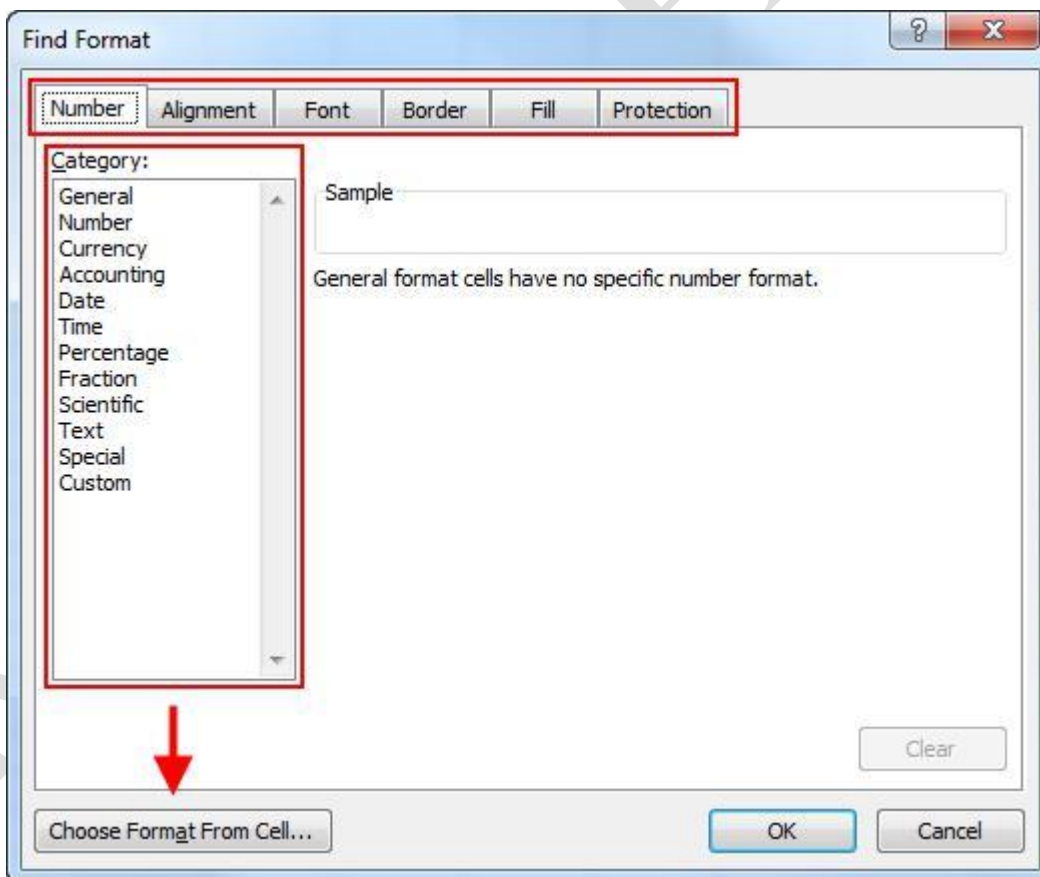 Find Format
?
X
Number Alignment Font Border Fill Protection
Category:
General
Number
Currency
Accounting
Date
Time
Percentage
Fraction
Scientific
Text
Special
Custom
Sample
General format cells have no specific number format.
Clear
Choose Format From Cell...
OK
Cancel